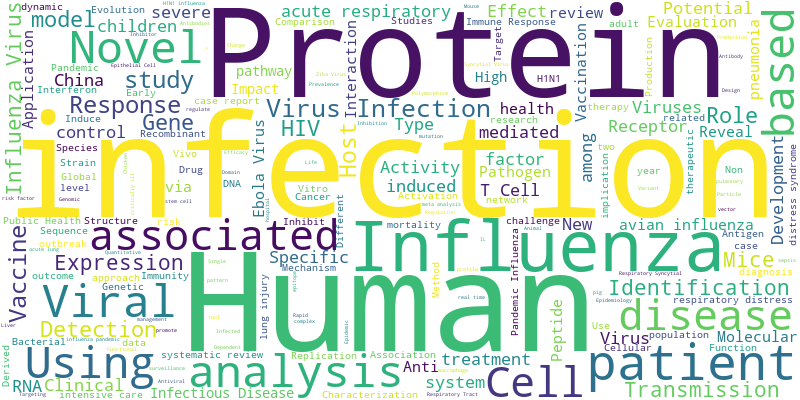 dynamic
Evolution
H1N1 influenza
model
severe
acute respiratory
Effect
review
Potential
Comparison
Studies
Mouse
Immune Response
Target
adult
Evaluation
Pandemic
children
Antibodies
Inhibitor
Novel
Protein
based
Influenza Virus
Application
China
pathway
Epithelial Cell
Change
Zika Virus
Prevalence
Interaction
High
H1N1
Vaccination
Production
pneumonia
Antibody
Design
Interferon
Early
Impact
case report
regulate
study
Response
Virus Infection
health
therapy
Viruses
related
Role
control
Gene
Induce
Recombinant
HIV
Type
research
mediated
Receptor
Reveal
Species
Strain
Global
level
Genomic
Vivo
Drug
via
DNA
Efficacy
Ebola Virus
Inhibition
Life
Domain
stem cell
Vitro
Cancer
Host
Activity
induced
factor
Pathogen
T Cell
mutation
Activation
network
among
two
therapeutic
implication
year
Non
Variant
pulmonary
Particle
vector
Development
distress syndrome
infection
risk factor
Public Health
Structure
Sequence
risk
outbreak
associated
Inhibit
Different
Specific
Mechanism
mortality
challenge
New
avian influenza
Antigen
case
Influenza
Human
Vaccine
Expression
outcome
approach
Immunity
Genetic
Quantitative
acute lung
Single
pattern
lung injury
Rapid
complex
Method
Peptide
real time
Pandemic Influenza
Animal
IL
pig
Epidemiology
Use
Respiratory Syncytial
Mice
diagnosis
sepsis
Identification
respiratory distress
disease
Viral
Detection
Bacterial
data
management
promote
Infected
Dependent
Epidemic
Virus
population
Molecular
Cellular
Function
Liver
Derived
influenza pandemic
Using
systematic review
Replication
Association
Anti
treatment
patient
RNA
Clinical
surveillance
Antiviral
analysis
system
Cell
Transmission
Targeting
intensive care
Infectious Disease
Characterization
Respiratory Tract